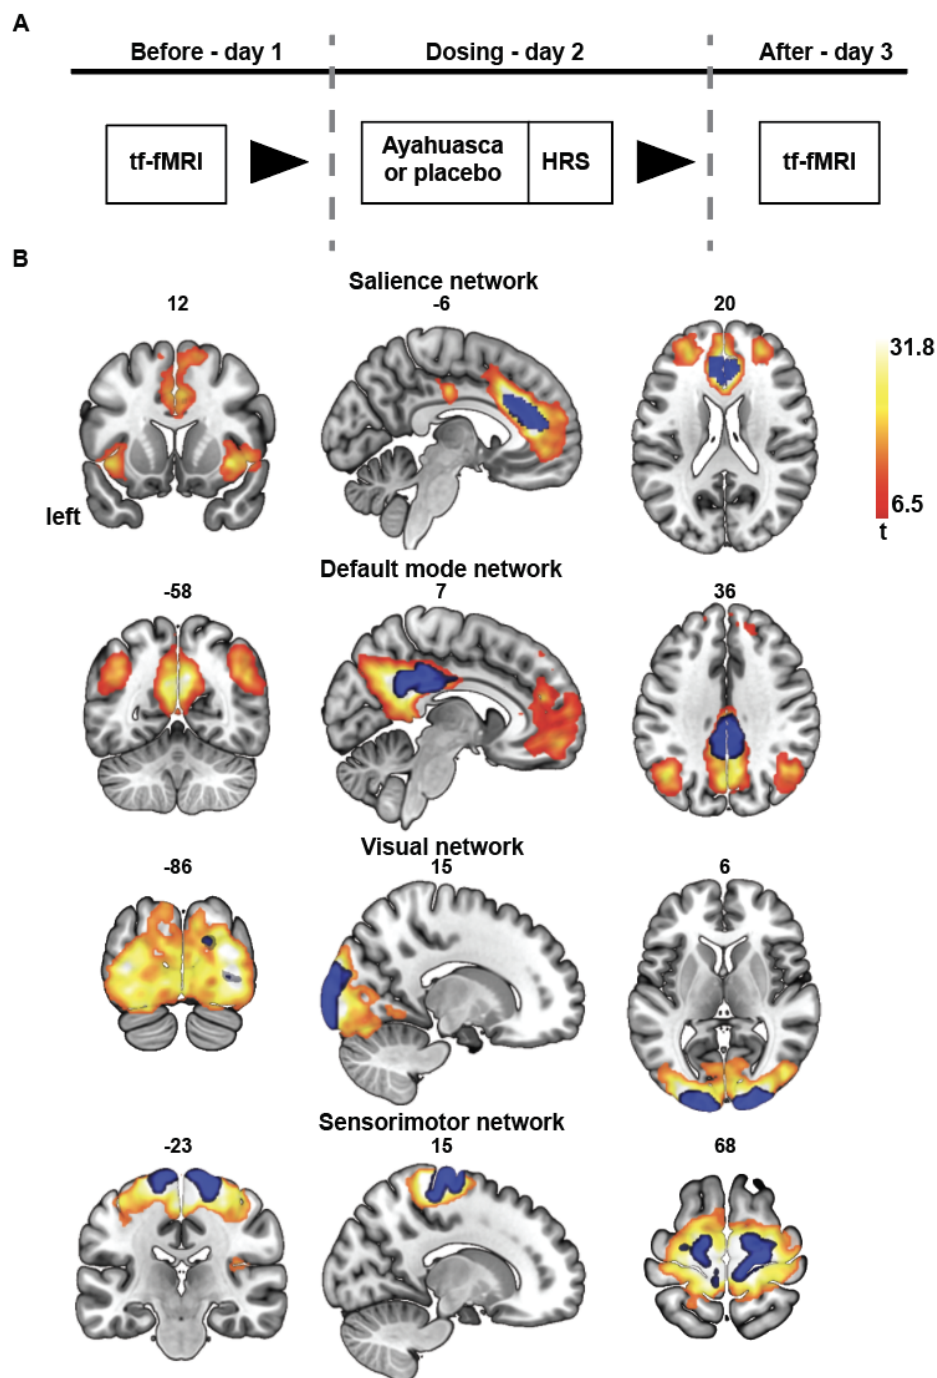 A
Before - day 1
Dosing - day 2
After - day 3
tf-fMRI
Ayahuasca
or placebo
HRS
tf-fMRI
B
Salience network
12
-6
20
31.8
6.5
t
left
Default mode network
-58
7
36
Visual network
-86
15
6
Sensorimotor network
-23
15
68